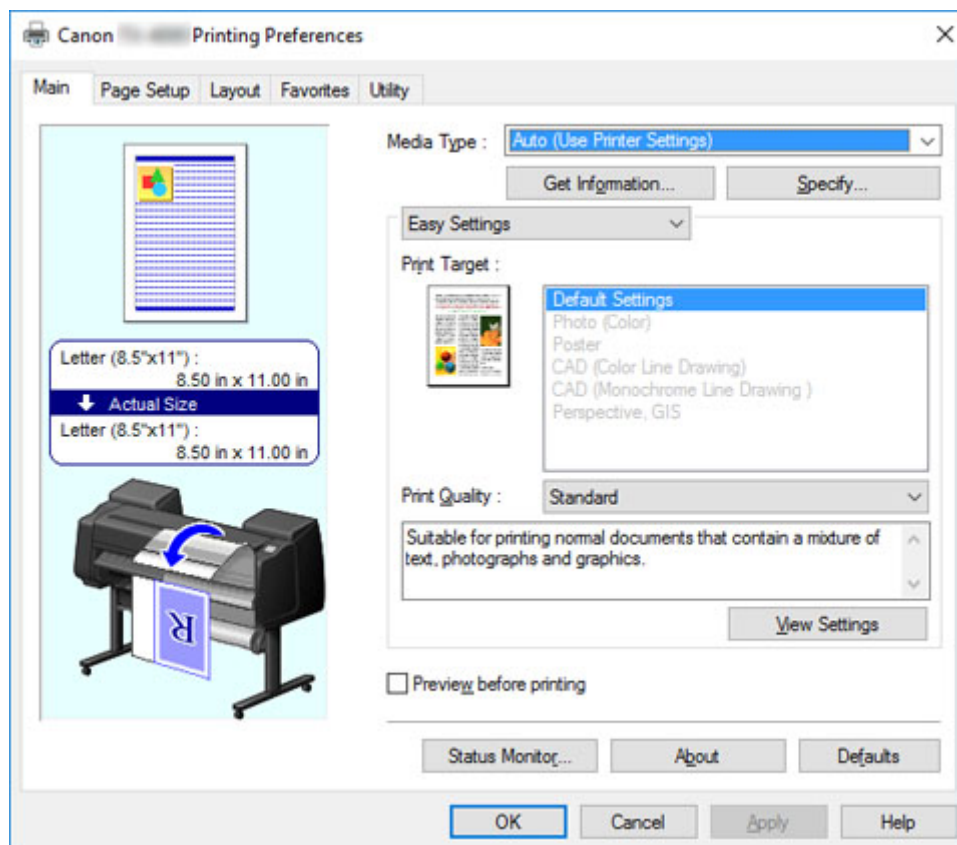 Canon Printing Preferences
Main Page Setup Layout Favorites Utility
Media Type : Auto (Use Printer Settings)
Get Information... Specify...
Easy Settings
Print Target :
Default Settings
Photo (Color)
Poster
CAD (Color Line Drawing)
CAD (Monochrome Line Drawing )
Perspective, GIS
Letter (8.5"x11") :
8.50 in x 11.00 in
Actual Size
Letter (8.5"x11") :
8.50 in x 11.00 in
R
Print Quality : Standard
Suitable for printing normal documents that contain a mixture of
text, photographs and graphics.
View Settings
Preview before printing
Status Monitor... About Defaults
OK Cancel Apply Help